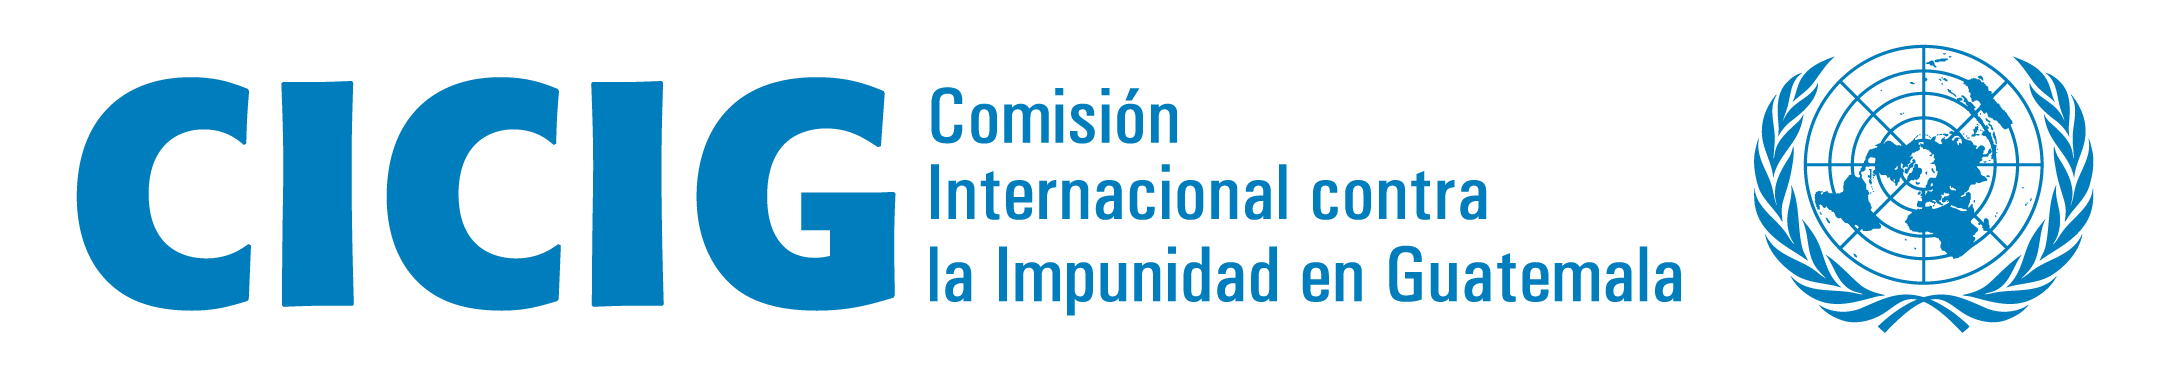 CICIG
Comisión
Internacional contra
la Impunidad en Guatemala